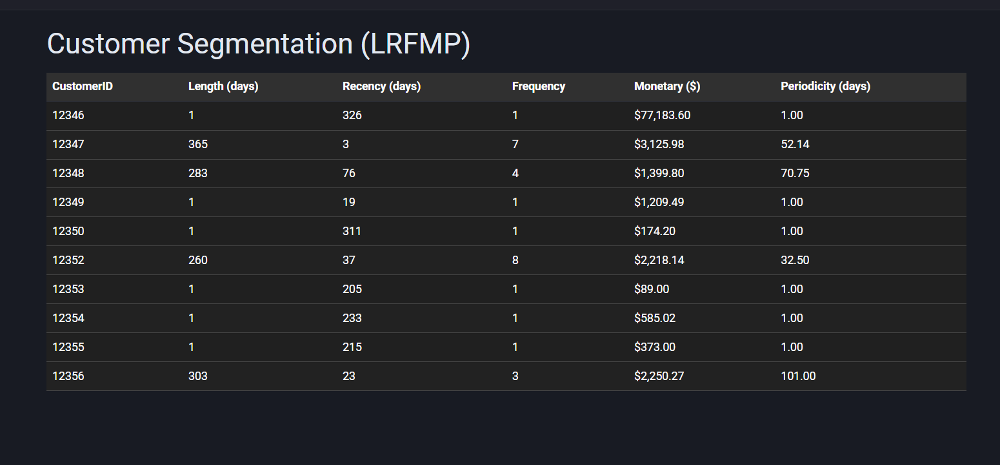 Customer Segmentation (LRFMP)
CustomerID Length (days) Recency (days) Frequency Monetary ($) Periodicity (days)
12346 1 326 1 $77,183.60 1.00
12347 365 3 7 $3,125.98 52.14
12348 283 76 4 $1,399.80 70.75
12349 1 19 1 $1,209.49 1.00
12350 1 311 1 $174.20 1.00
12352 260 37 8 $2,218.14 32.50
12353 1 205 1 $89.00 1.00
12354 1 233 1 $585.02 1.00
12355 1 215 1 $373.00 1.00
12356 303 23 3 $2,250.27 101.00